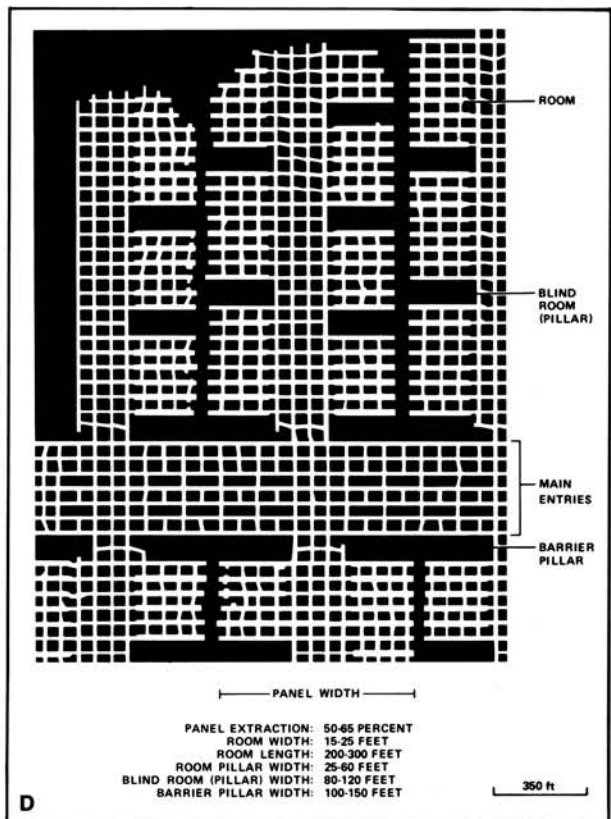 ROOM
BLIND
ROOM
(PILLAR)
MAIN
ENTRIES
BARRIER
PILLAR
PANEL WIDTH
PANEL EXTRACTION: 50-65 PERCENT
ROOM WIDTH: 15-25 FEET
ROOM LENGTH: 200-300 FEET
ROOM PILLAR WIDTH: 25-60 FEET
BLIND ROOM (PILLAR) WIDTH: 80-120 FEET
BARRIER PILLAR WIDTH: 100-150 FEET
350 ft
D